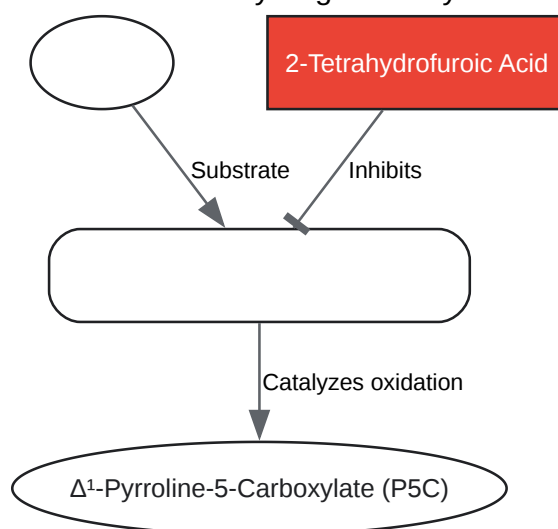 2-Tetrahydrofuroic Acid
Substrate
Inhibits
Catalyzes oxidation
Δ¹-Pyrroline-5-Carboxylate (P5C)